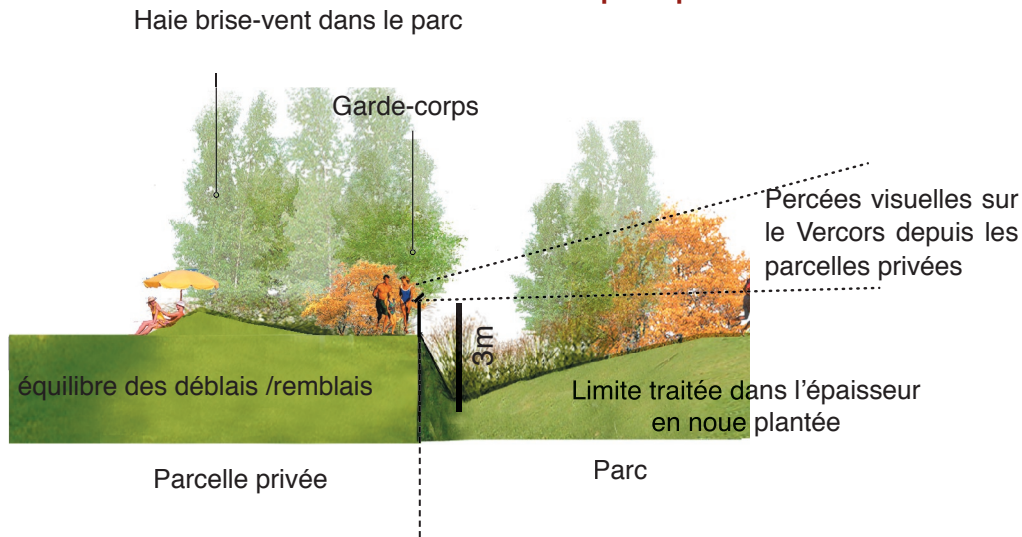 Haie brise-vent dans le parc
Garde-corps
Percées visuelles sur
le Vercors depuis les
parcelles privées
3m
équilibre des déblais /remblais
Limite traitée dans l'épaisseur
en noue plantée
Parcelle privée
Parc